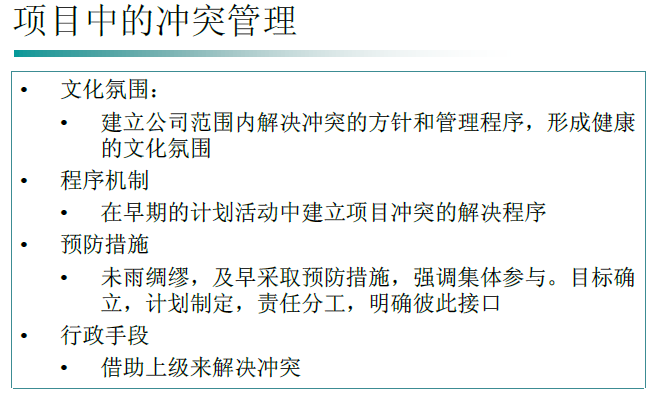 项目中的冲突管理
• 文化氛围：
• 建立公司范围内解决冲突的方针和管理程序，形成健康
的文化氛围
• 程序机制
• 在早期的计划活动中建立项目冲突的解决程序
• 预防措施
• 未雨绸缪，及早采取预防措施，强调集体参与。目标确
立，计划制定，责任分工，明确彼此接口
• 行政手段
• 借助上级来解决冲突